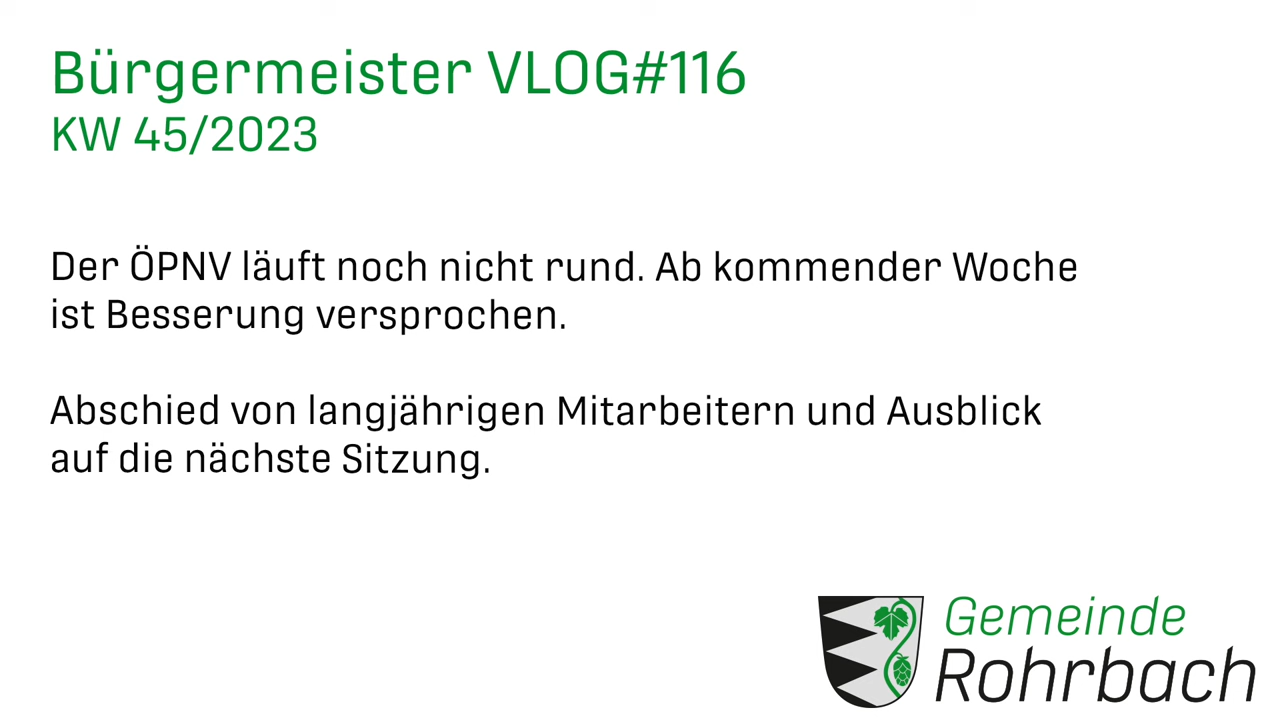 Bürgermeister VLOG#116
KW 45/2023
Der ÖPNV läuft noch nicht rund. Ab kommender Woche
ist Besserung versprochen.
Abschied von langjährigen Mitarbeitern und Ausblick
auf die nächste Sitzung.
Gemeinde
Rohrbach